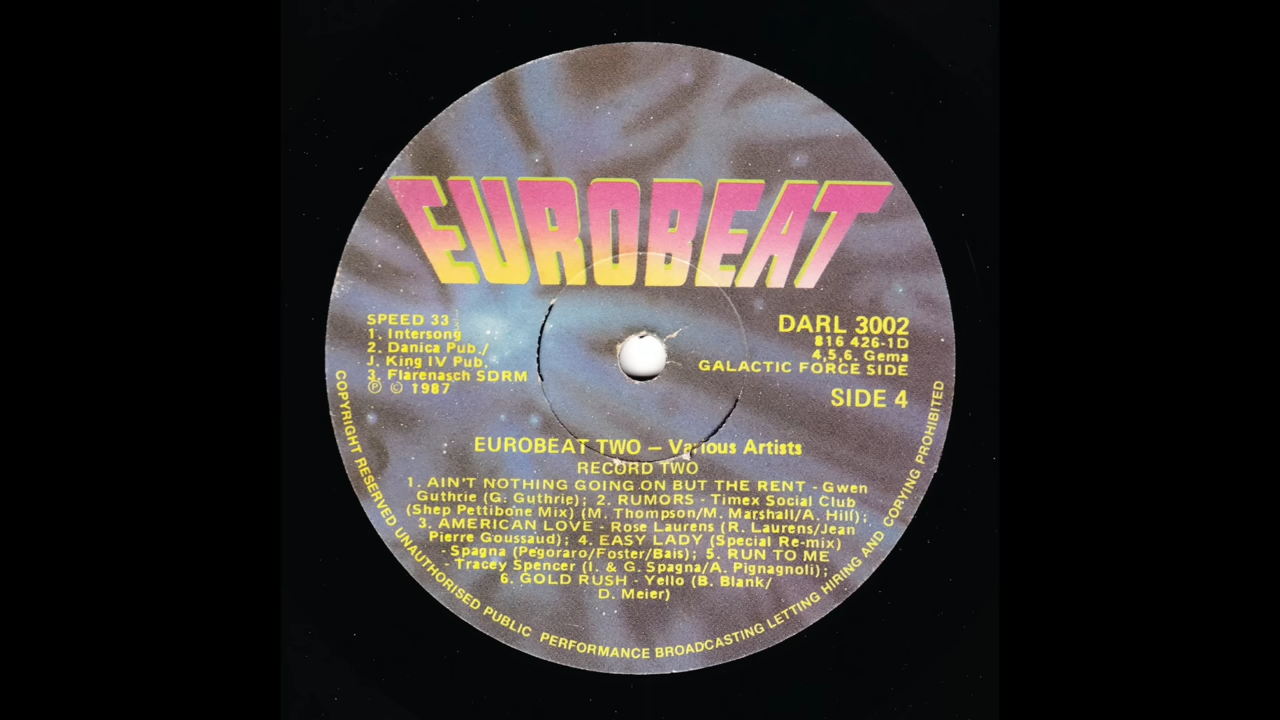 EUROBEAT
SPEED 33
1. Intersong
2. Danica Pub./
J. King IV Pub.
3. Flarenasch SDRM
Ⓟ © 1987
DARL 3002
816 426-1D
4,5,6. Gema
GALACTIC FORCE SIDE
SIDE 4
EUROBEAT TWO – Various Artists
RECORD TWO
1. AIN'T NOTHING GOING ON BUT THE RENT - Gwen
Guthrie (G. Guthrie); 2. RUMORS - Timex Social Club
(Shep Pettibone Mix) (M. Thompson/M. Marshall/A. Hill);
3. AMERICAN LOVE - Rose Laurens (R. Laurens/Jean
Pierre Goussaud); 4. EASY LADY (Special Re-mix)
- Spagna (Pegoraro/Foster/Bais); 5. RUN TO ME
- Tracey Spencer (I. & G. Spagna/A. Pignagnoli);
6. GOLD RUSH - Yello (B. Blank/
D. Meier)
COPYRIGHT RESERVED UNAUTHORISED PUBLIC PERFORMANCE BROADCASTING LETTING HIRING AND COPYING PROHIBITED